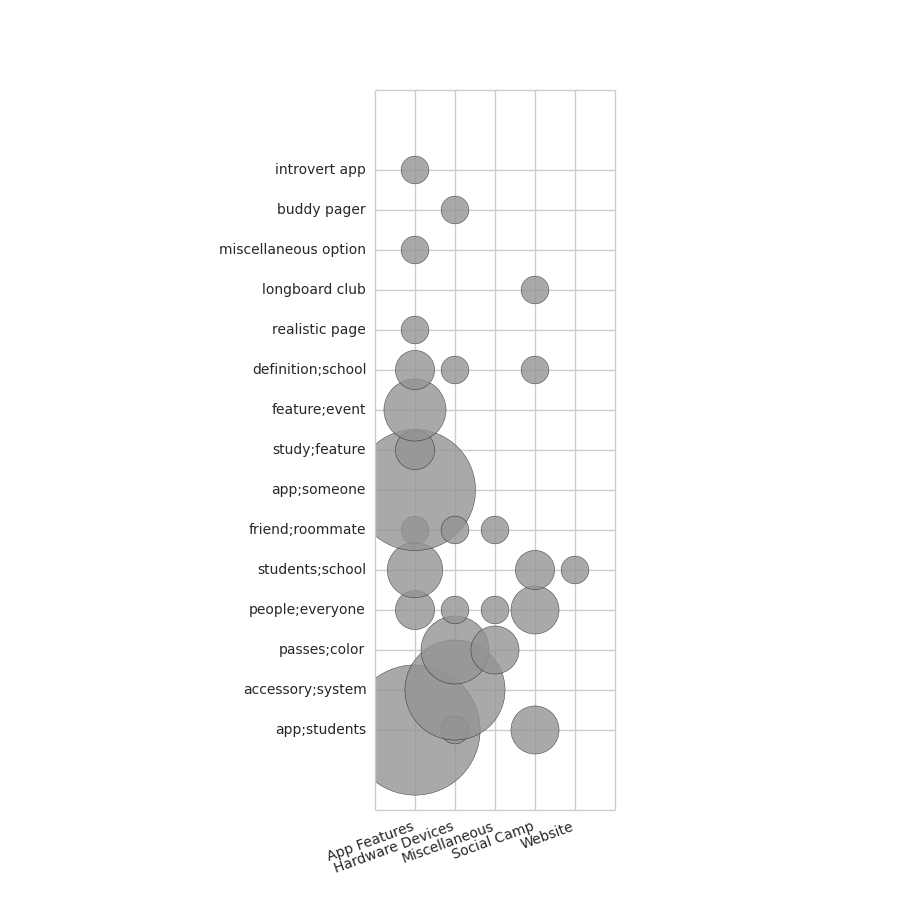 introvert app
buddy pager
miscellaneous option
longboard club
realistic page
definition;school
feature;event
study;feature
app;someone
friend;roommate
students;school
people;everyone
passes;color
accessory;system
app;students
App Features
Hardware Devices
Miscellaneous
Social Camp
Website